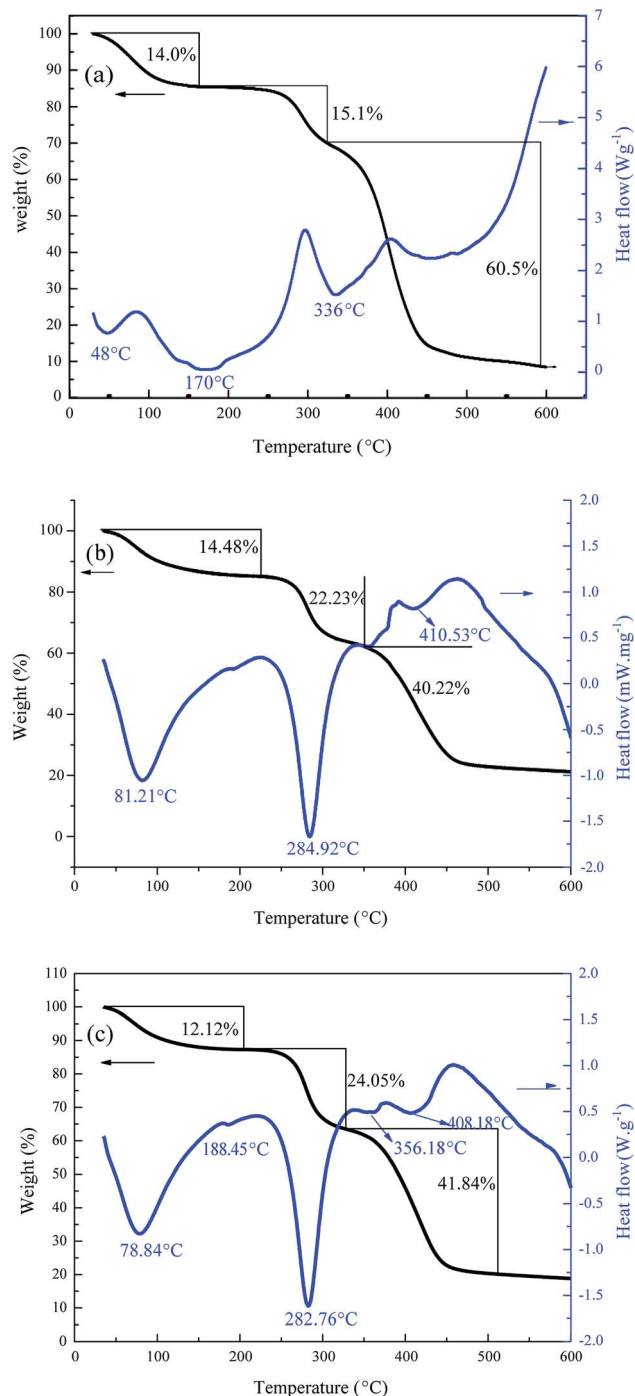 (a)
14.0%
15.1%
60.5%
48°C
170°C
336°C
100
90
80
70
60
50
40
30
20
10
0
weight (%)
7
6
5
4
3
2
1
0
Heat flow (Wg⁻¹)
0 100 200 300 400 500 600
Temperature (°C)
(b)
14.48%
22.23%
40.22%
81.21°C
284.92°C
410.53°C
100
80
60
40
20
0
Weight (%)
2.0
1.5
1.0
0.5
0.0
-0.5
-1.0
-1.5
-2.0
Heat flow (mW.mg⁻¹)
0 100 200 300 400 500 600
Temperature (°C)
(c)
12.12%
24.05%
41.84%
78.84°C
188.45°C
282.76°C
356.18°C
408.18°C
110
100
90
80
70
60
50
40
30
20
10
0
Weight (%)
2.0
1.5
1.0
0.5
0.0
-0.5
-1.0
-1.5
-2.0
Heat flow (W.g⁻¹)
0 100 200 300 400 500 600
Temperature (°C)